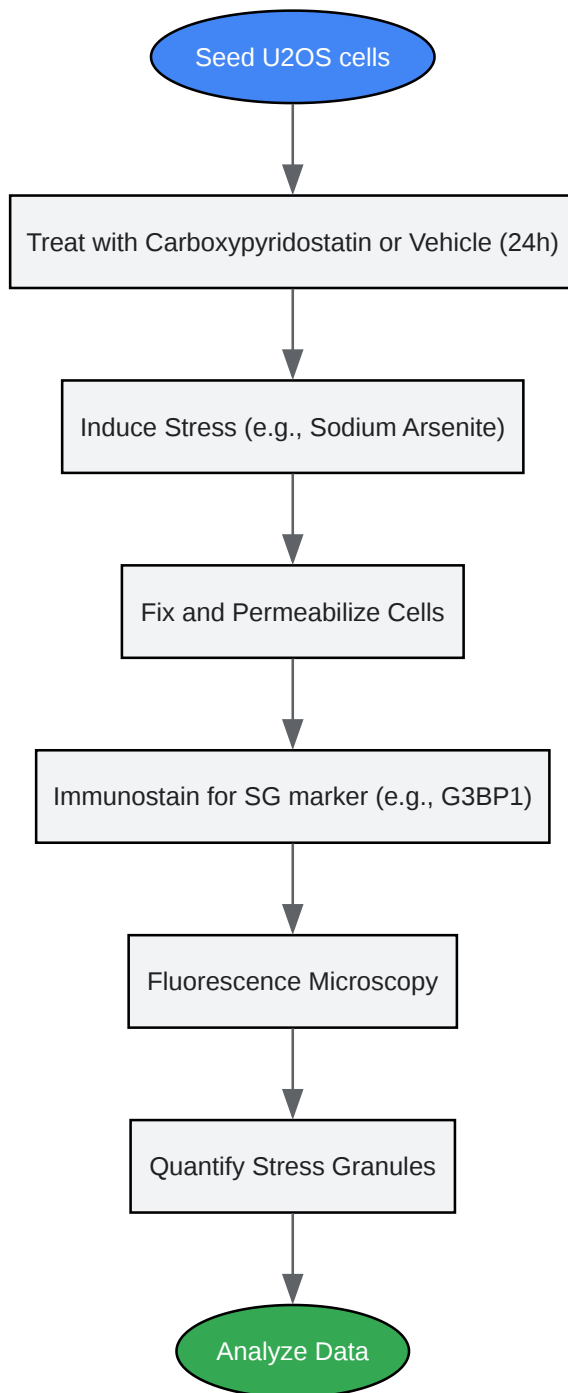 Seed U2OS cells
Treat with Carboxypyridostatin or Vehicle (24h)
Induce Stress (e.g., Sodium Arsenite)
Fix and Permeabilize Cells
Immunostain for SG marker (e.g., G3BP1)
Fluorescence Microscopy
Quantify Stress Granules
Analyze Data